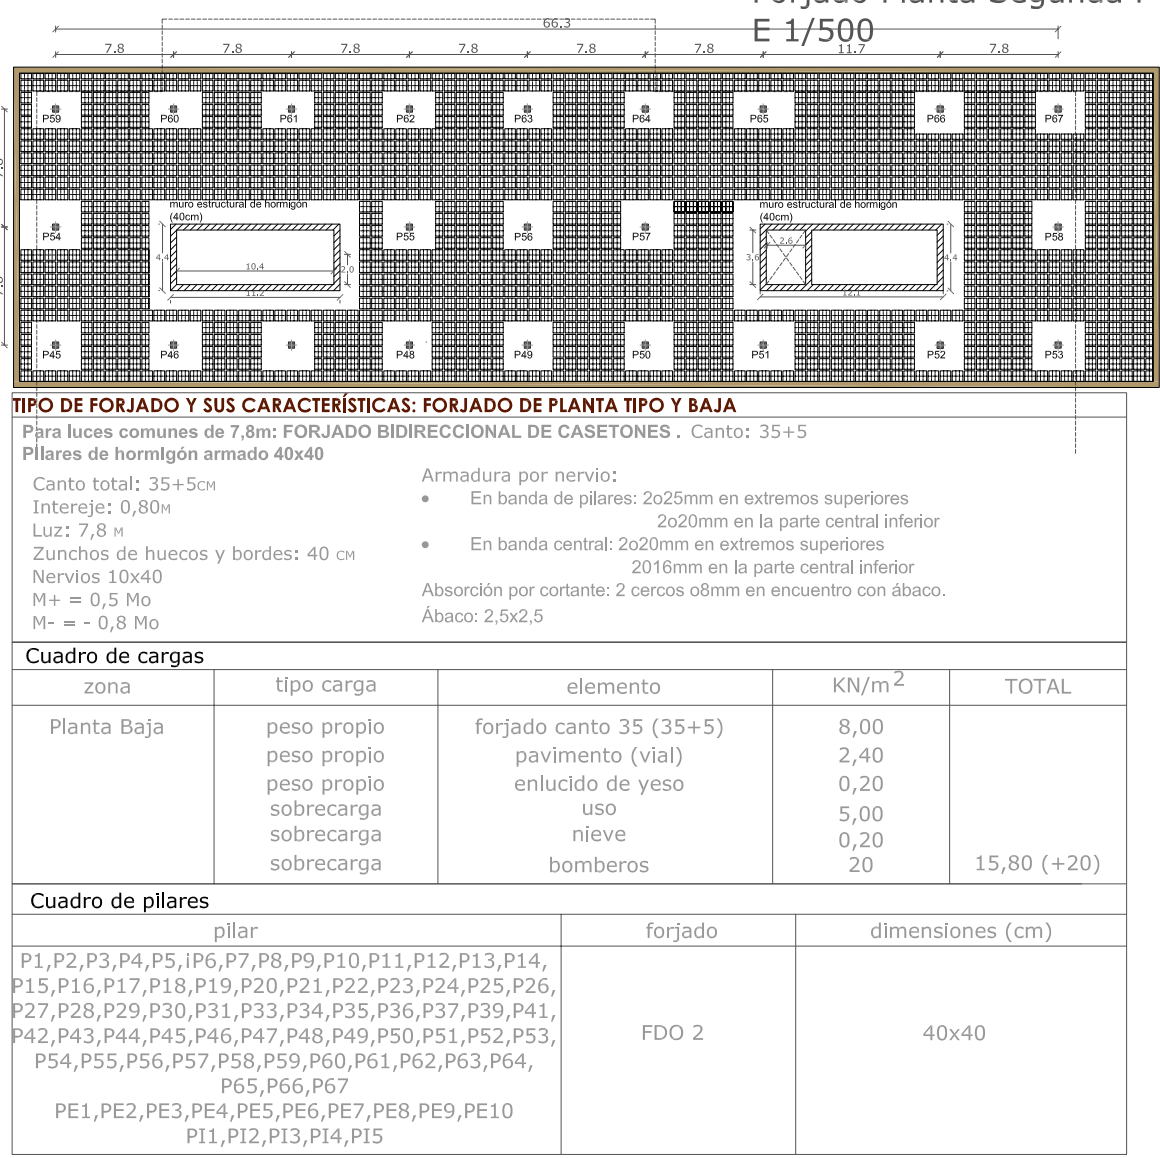 Forjado Planta Segunda
E 1/500
66.3
7.8 7.8 7.8 7.8 7.8 7.8 11.7 7.8
P59 P60 P61 P62 P63 P64 P65 P66 P67
muro estructural de hormigón
(40cm)
muro estructural de hormigón
(40cm)
P54 P55 P56 P57 P58
4,4 10,4 2,0
11,2
3,6 2,6 4,4
12,1
P45 P46 P48 P49 P50 P51 P52 P53
TIPO DE FORJADO Y SUS CARACTERÍSTICAS: FORJADO DE PLANTA TIPO Y BAJA
Para luces comunes de 7,8m: FORJADO BIDIRECCIONAL DE CASETONES . Canto: 35+5
Pilares de hormigón armado 40x40
Canto total: 35+5CM
Intereje: 0,80M
Luz: 7,8 M
Zunchos de huecos y bordes: 40 CM
Nervios 10x40
M+ = 0,5 Mo
M- = - 0,8 Mo
Armadura por nervio:
• En banda de pilares: 2o25mm en extremos superiores
2o20mm en la parte central inferior
• En banda central: 2o20mm en extremos superiores
2016mm en la parte central inferior
Absorción por cortante: 2 cercos o8mm en encuentro con ábaco.
Ábaco: 2,5x2,5
Cuadro de cargas
zona tipo carga elemento KN/m2 TOTAL
Planta Baja peso propio forjado canto 35 (35+5) 8,00
peso propio pavimento (vial) 2,40
peso propio enlucido de yeso 0,20
sobrecarga uso 5,00
sobrecarga nieve 0,20
sobrecarga bomberos 20 15,80 (+20)
Cuadro de pilares
pilar forjado dimensiones (cm)
P1,P2,P3,P4,P5,iP6,P7,P8,P9,P10,P11,P12,P13,P14,
P15,P16,P17,P18,P19,P20,P21,P22,P23,P24,P25,P26,
P27,P28,P29,P30,P31,P33,P34,P35,P36,P37,P39,P41,
P42,P43,P44,P45,P46,P47,P48,P49,P50,P51,P52,P53,
P54,P55,P56,P57,P58,P59,P60,P61,P62,P63,P64,
P65,P66,P67
PE1,PE2,PE3,PE4,PE5,PE6,PE7,PE8,PE9,PE10
PI1,PI2,PI3,PI4,PI5
FDO 2 40x40